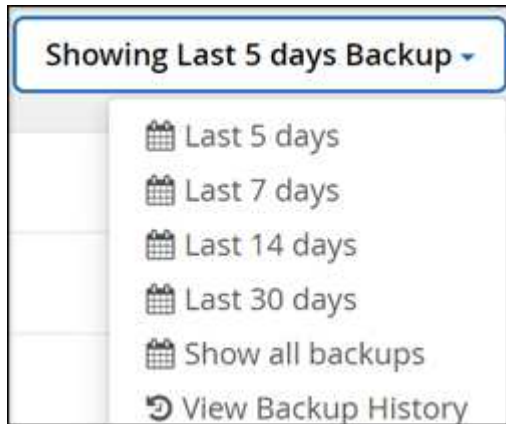 Showing Last 5 days Backup
Last 5 days
Last 7 days
Last 14 days
Last 30 days
Show all backups
View Backup History